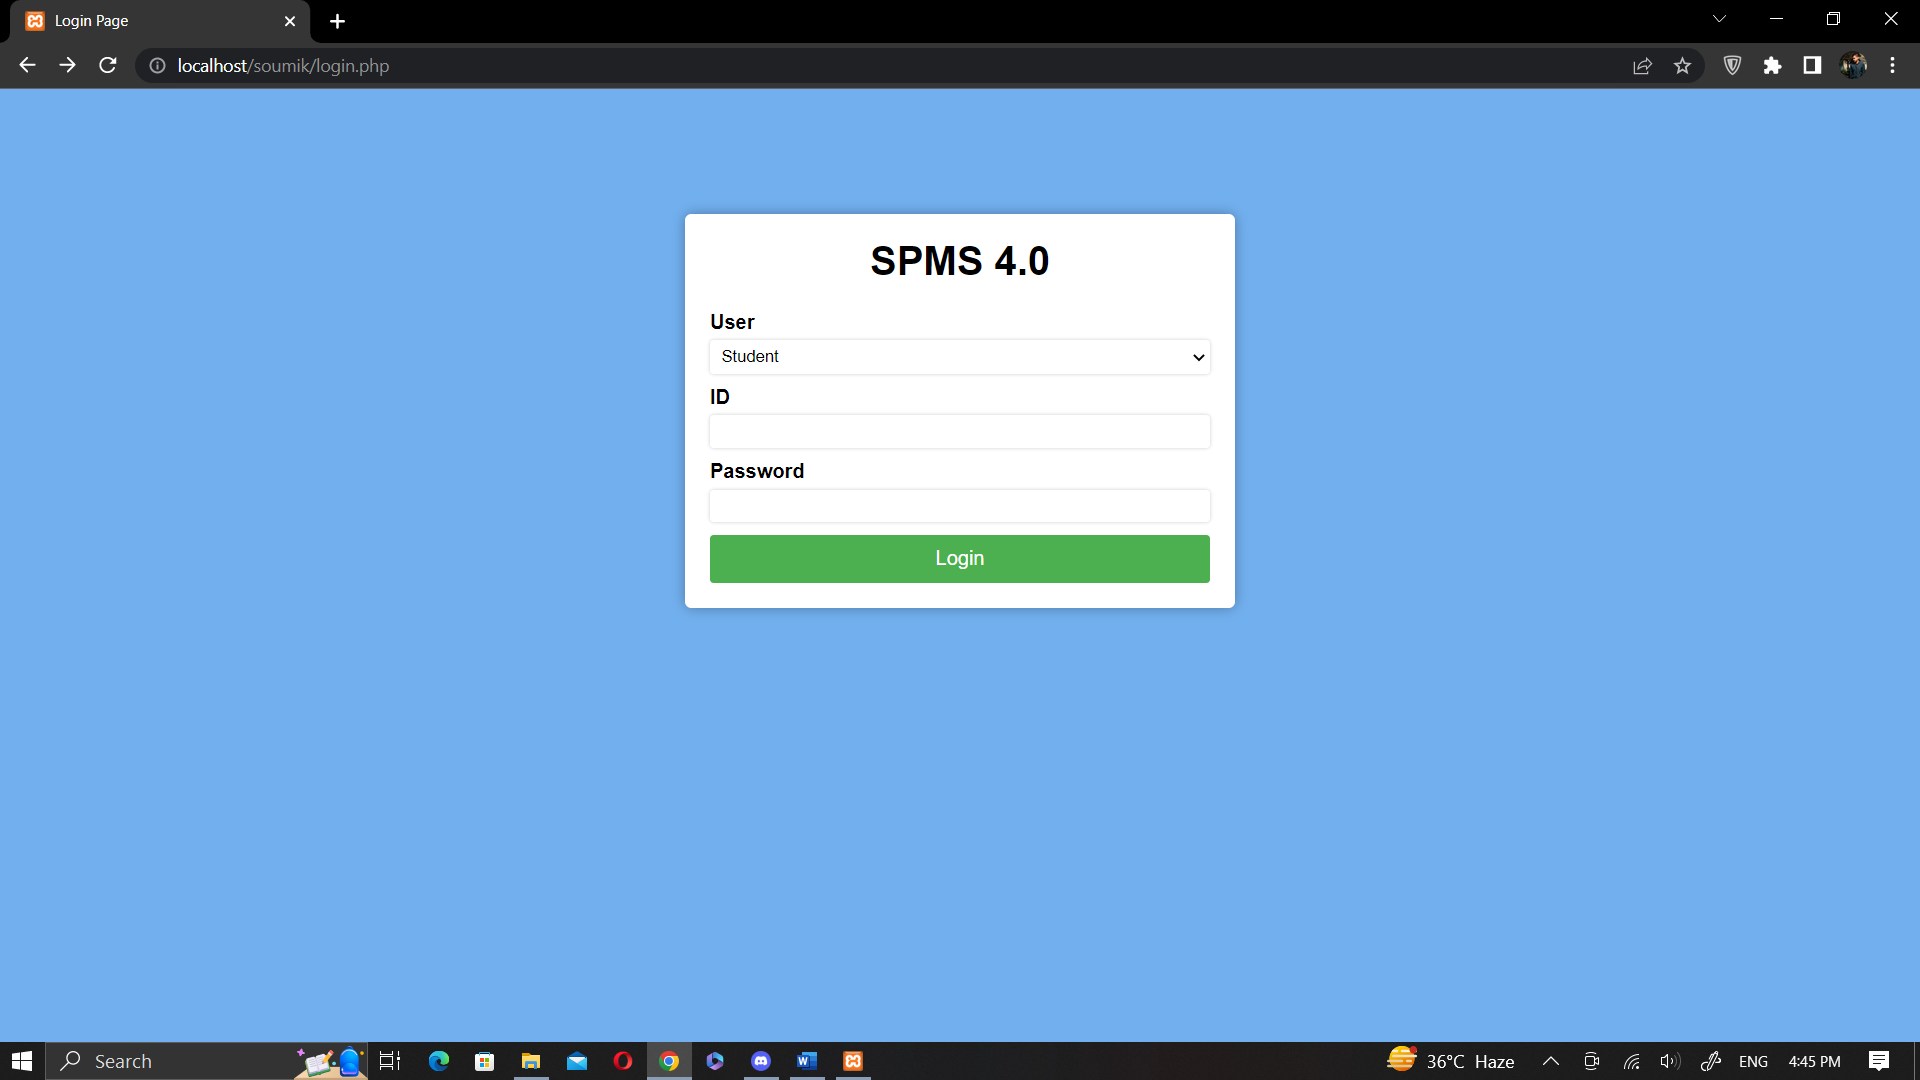 Login Page
localhost/soumik/login.php
SPMS 4.0
User
Student
ID
Password
Login
Search
36°C Haze
ENG
4:45 PM